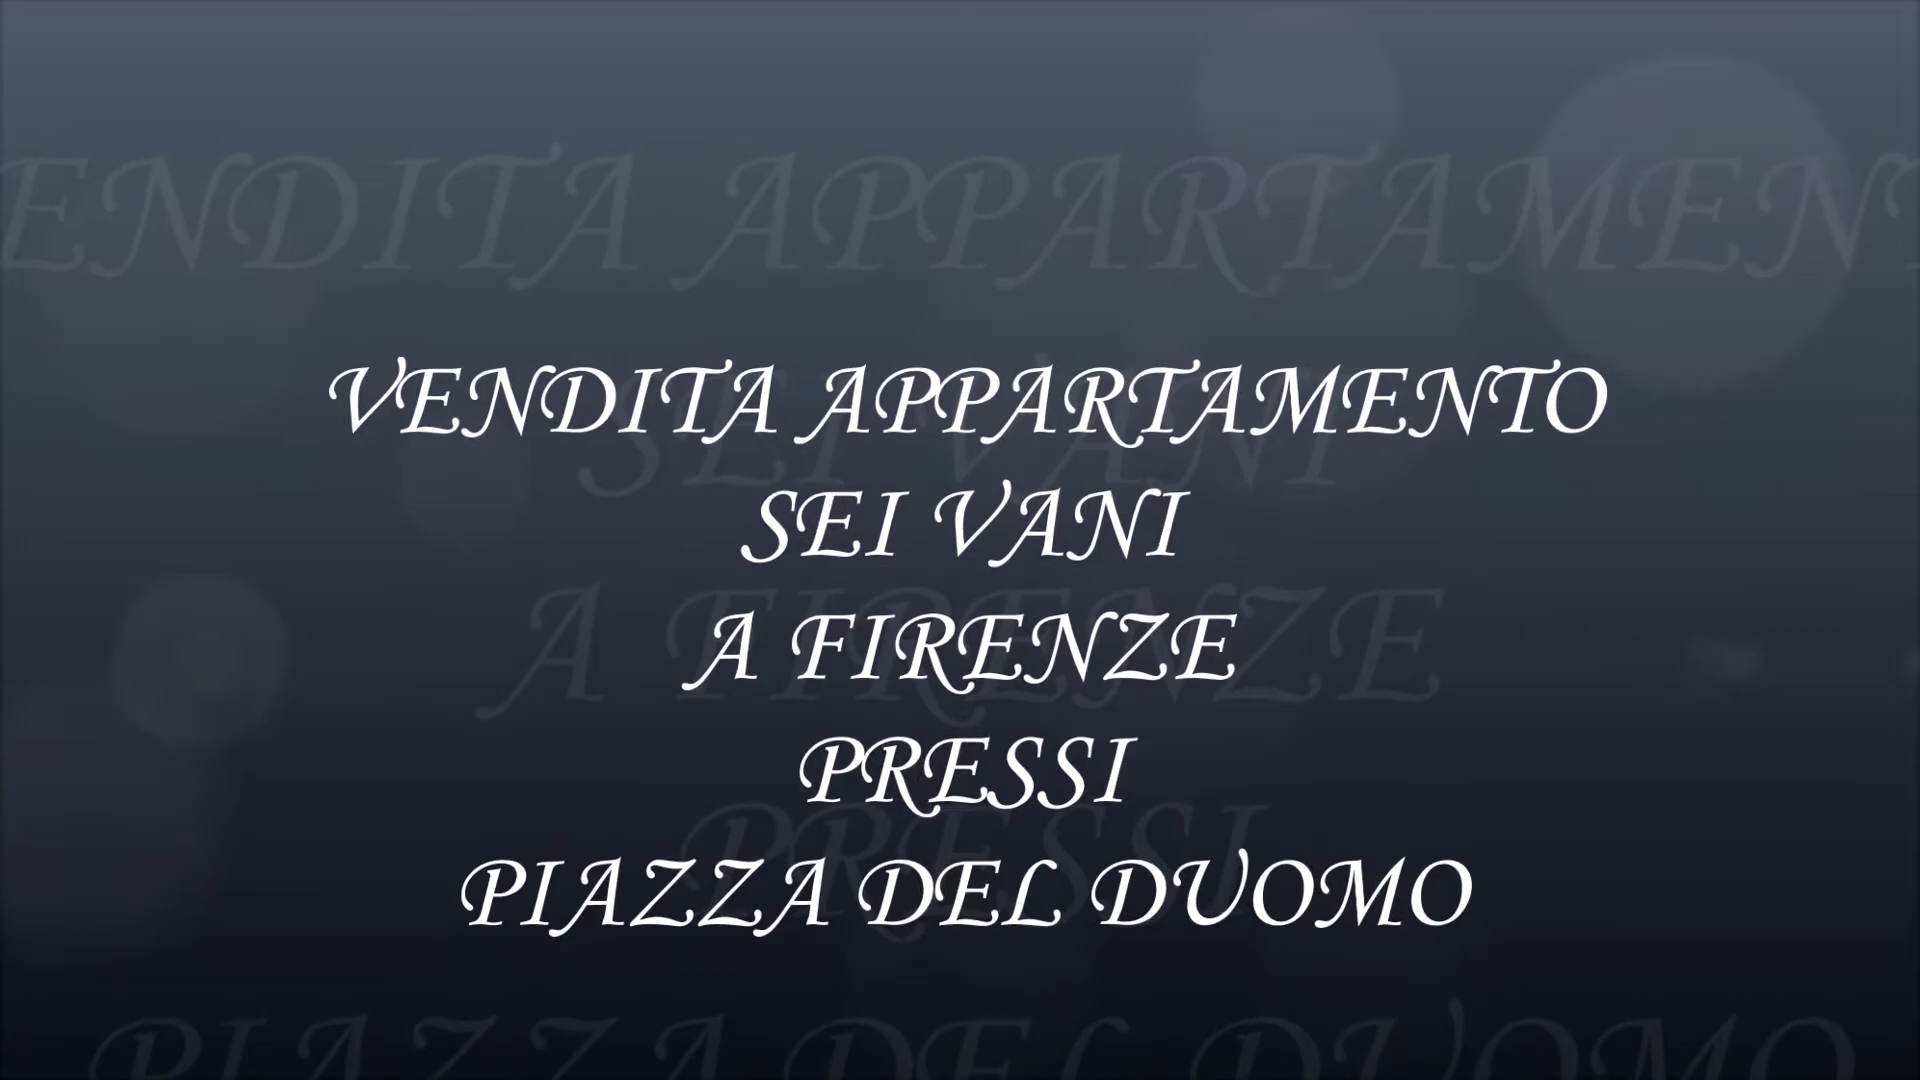 VENDITA APPARTAMENTO
SEI VANI
A FIRENZE
PRESSI
PIAZZA DEL DUOMO